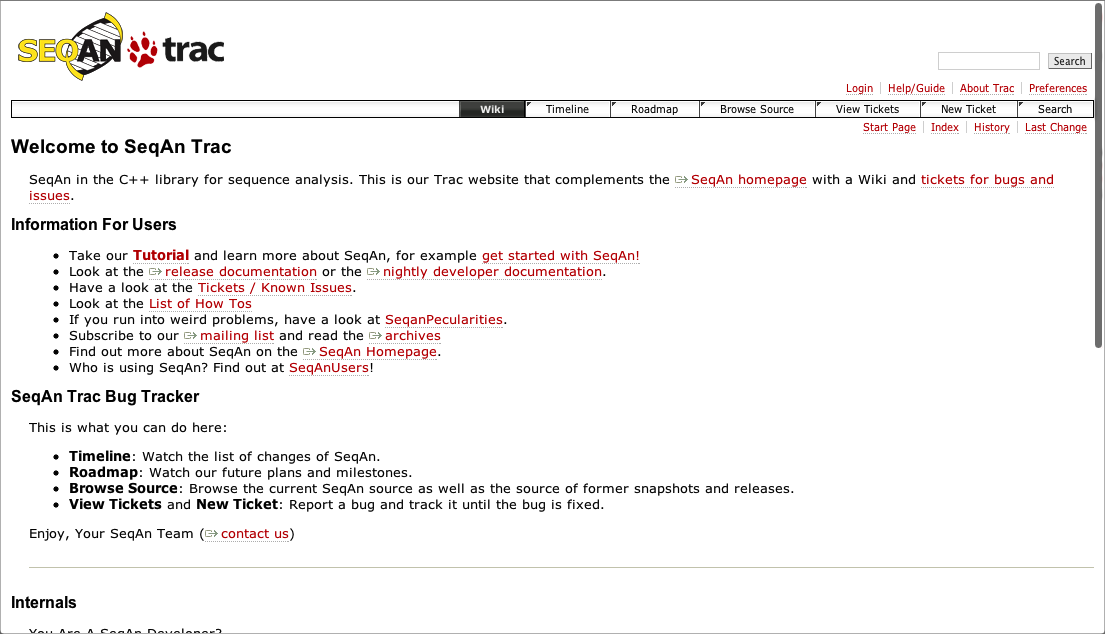 SEQAN trac
Search
Login Help/Guide About Trac Preferences
Wiki Timeline Roadmap Browse Source View Tickets New Ticket Search
Start Page Index History Last Change
Welcome to SeqAn Trac
SeqAn in the C++ library for sequence analysis. This is our Trac website that complements the SeqAn homepage with a Wiki and tickets for bugs and
issues.
Information For Users
Take our Tutorial and learn more about SeqAn, for example get started with SeqAn!
Look at the release documentation or the nightly developer documentation.
Have a look at the Tickets / Known Issues.
Look at the List of How Tos
If you run into weird problems, have a look at SeqanPecularities.
Subscribe to our mailing list and read the archives
Find out more about SeqAn on the SeqAn Homepage.
Who is using SeqAn? Find out at SeqAnUsers!
SeqAn Trac Bug Tracker
This is what you can do here:
Timeline: Watch the list of changes of SeqAn.
Roadmap: Watch our future plans and milestones.
Browse Source: Browse the current SeqAn source as well as the source of former snapshots and releases.
View Tickets and New Ticket: Report a bug and track it until the bug is fixed.
Enjoy, Your SeqAn Team (contact us)
Internals
You Are A SeqAn Developer?